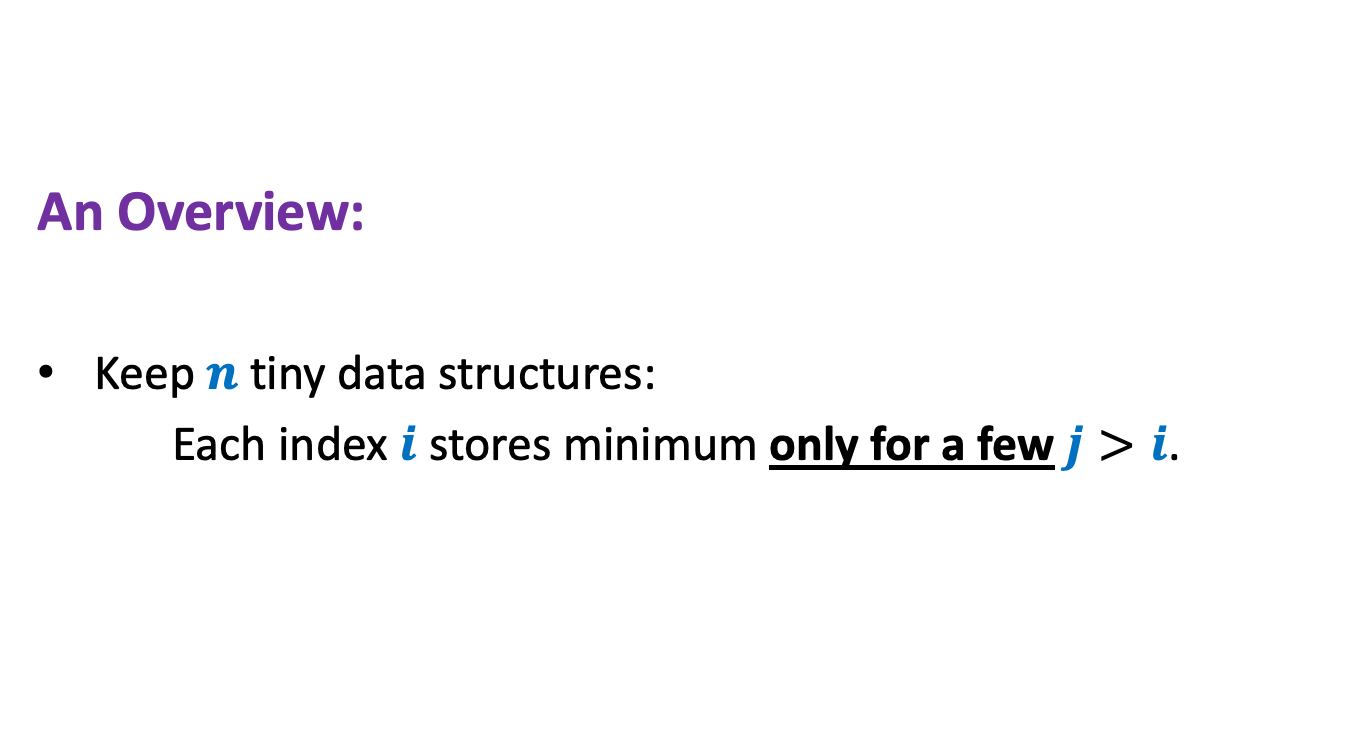 An Overview:
• Keep n tiny data structures:
Each index i stores minimum only for a few j > i.